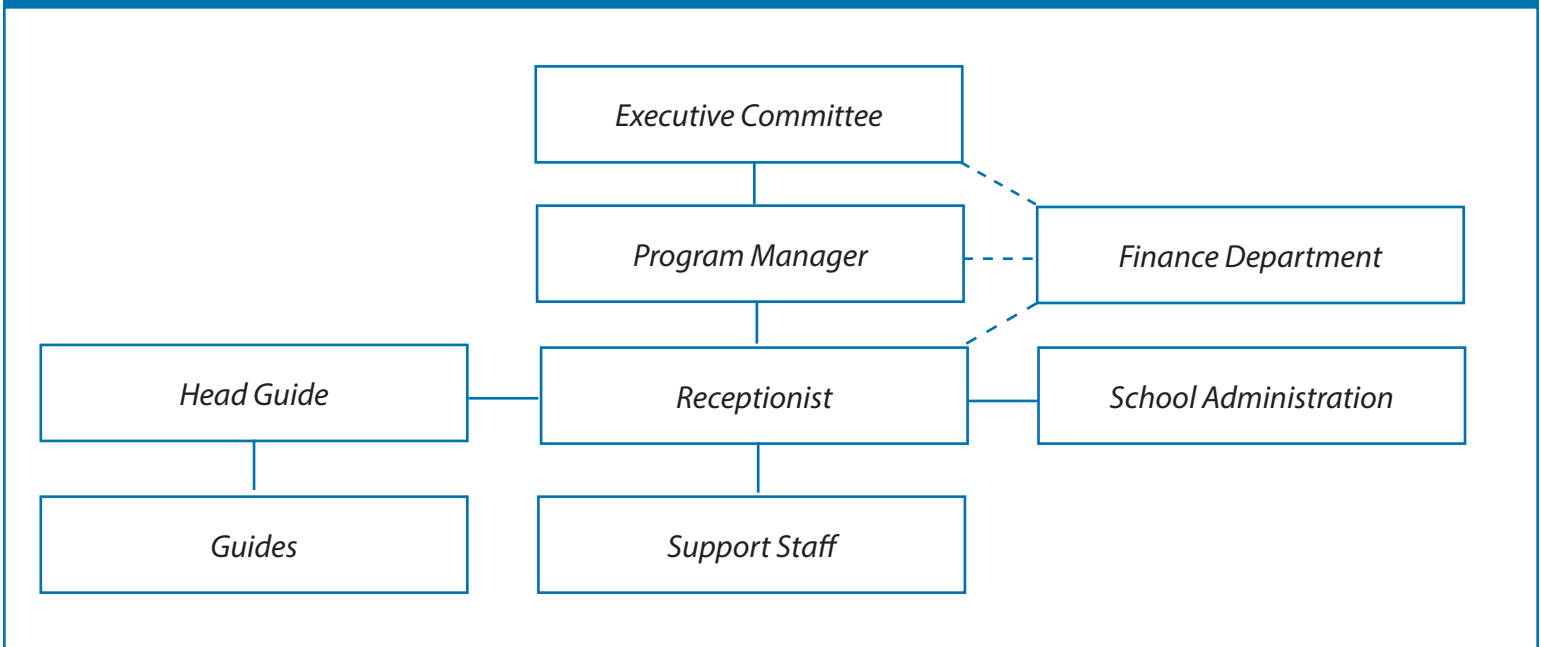 Executive Committee
Program Manager
Finance Department
Head Guide
Receptionist
School Administration
Guides
Support Staff